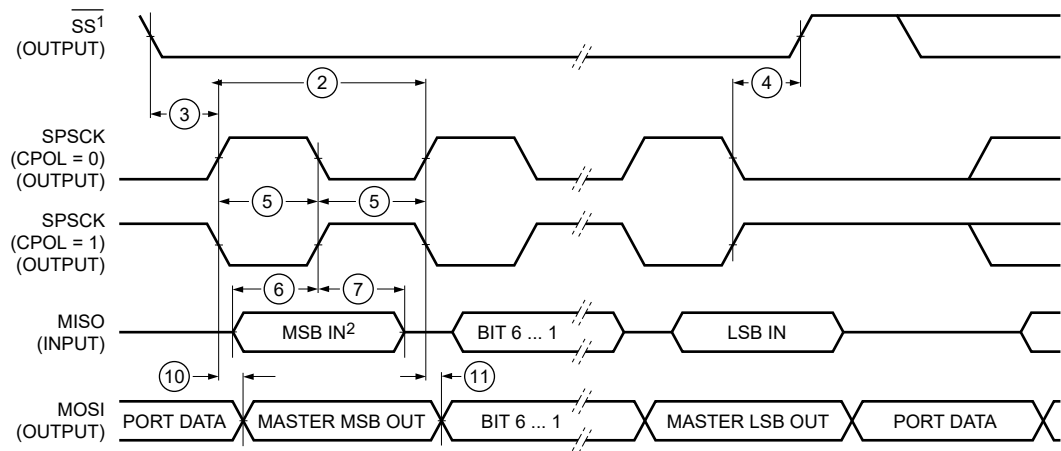 SS¹
(OUTPUT)
2
3
4
SPSCK
(CPOL = 0)
(OUTPUT)
5
5
SPSCK
(CPOL = 1)
(OUTPUT)
6
7
MISO
(INPUT)
MSB IN²
BIT 6 ... 1
LSB IN
10
11
MOSI
(OUTPUT)
PORT DATA
MASTER MSB OUT
BIT 6 ... 1
MASTER LSB OUT
PORT DATA